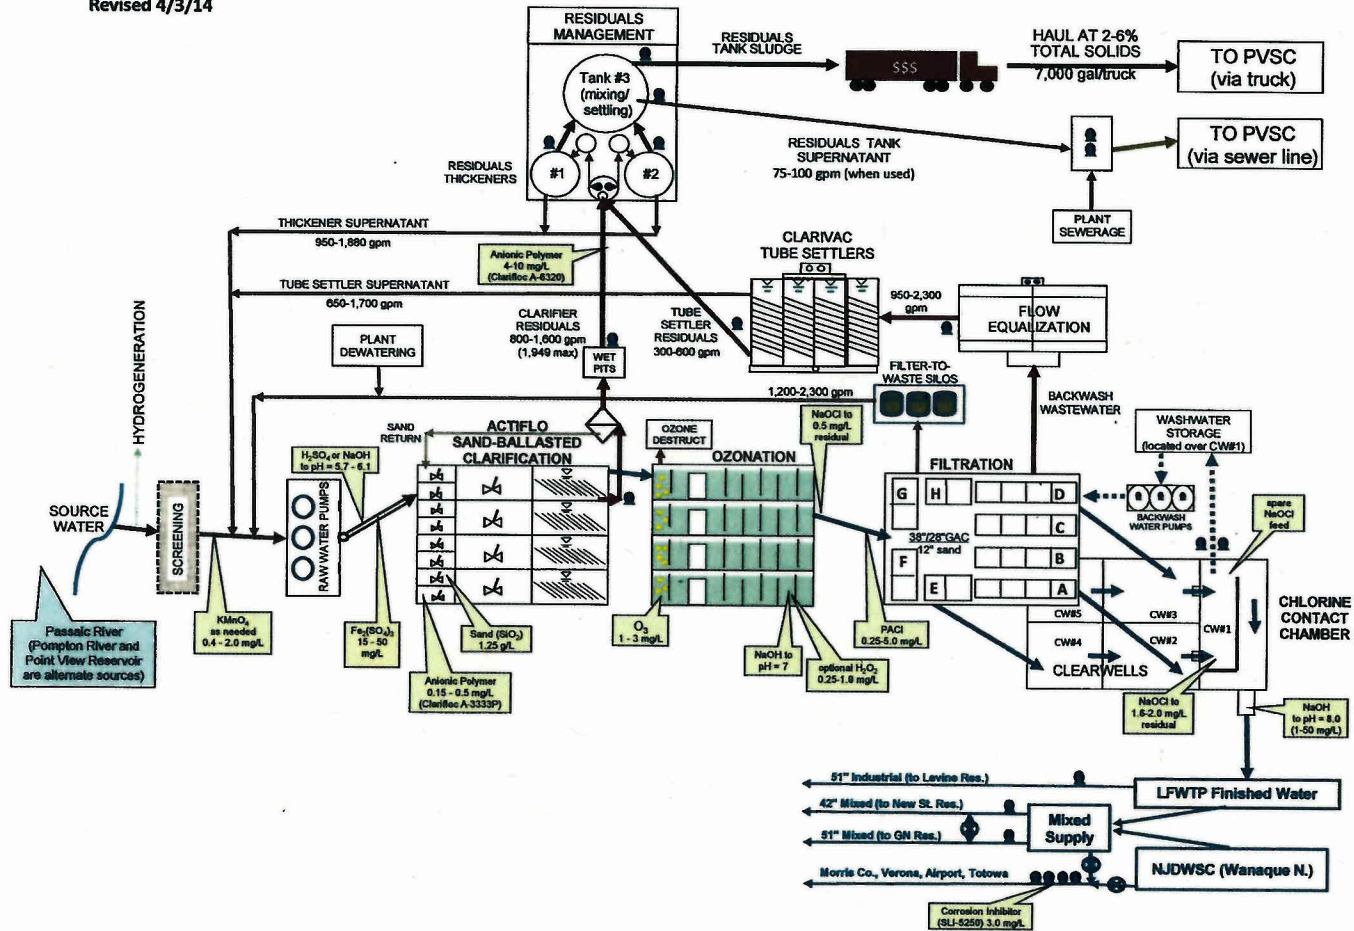 Revised 4/3/14
RESIDUALS
MANAGEMENT
Tank #3
(mixing/
settling)
#1
#2
RESIDUALS
THICKENERS
RESIDUALS
TANK SLUDGE
$$$
HAUL AT 2-6%
TOTAL SOLIDS
7,000 gal/truck
TO PVSC
(via truck)
RESIDUALS TANK
SUPERNATANT
75-100 gpm (when used)
TO PVSC
(via sewer line)
PLANT
SEWERAGE
THICKENER SUPERNATANT
950-1,880 gpm
Anionic Polymer
4-10 mg/L
(Clarifloc A-6320)
CLARIVAC
TUBE SETTLERS
TUBE SETTLER SUPERNATANT
650-1,700 gpm
950-2,300
gpm
FLOW
EQUALIZATION
HYDROGENERATION
PLANT
DEWATERING
CLARIFIER
RESIDUALS
800-1,600 gpm
(1,949 max)
WET
PITS
TUBE
SETTLER
RESIDUALS
300-600 gpm
FILTER-TO-
WASTE SILOS
1,200-2,300 gpm
BACKWASH
WASTEWATER
WASHWATER
STORAGE
(located over CW#1)
SAND
RETURN
ACTIFLO
SAND-BALLASTED
CLARIFICATION
OZONE
DESTRUCT
OZONATION
NaOCl to
0.5 mg/L
residual
FILTRATION
H₂SO₄ or NaOH
to pH = 5.7 - 6.1
SOURCE
WATER
SCREENING
RAW WATER PUMPS
G
H
D
C
38"/28"GAC
12" sand
F
B
E
A
BACKWASH
WATER PUMPS
spare
NaOCl
feed
CW#5
CW#3
CW#1
CW#4
CW#2
CLEARWELLS
CHLORINE
CONTACT
CHAMBER
Passaic River
(Pompton River and
Point View Reservoir
are alternate sources)
KMnO₄
as needed
0.4 - 2.0 mg/L
Fe₂(SO₄)₃
15 - 50
mg/L
Sand (SiO₂)
1.25 g/L
Anionic Polymer
0.15 - 0.5 mg/L
(Clarifloc A-3333P)
O₃
1 - 3 mg/L
NaOH to
pH = 7
optional H₂O₂
0.25-1.0 mg/L
PACl
0.25-5.0 mg/L
NaOCl to
1.6-2.0 mg/L
residual
NaOH
to pH = 8.0
(1-50 mg/L)
51" Industrial (to Levine Res.)
LFWTP Finished Water
42" Mixed (to New St. Res.)
Mixed
Supply
51" Mixed (to GN Res.)
NJDWSC (Wanaque N.)
Morris Co., Verona, Airport, Totowa
Corrosion Inhibitor
(SLI-5250) 3.0 mg/L